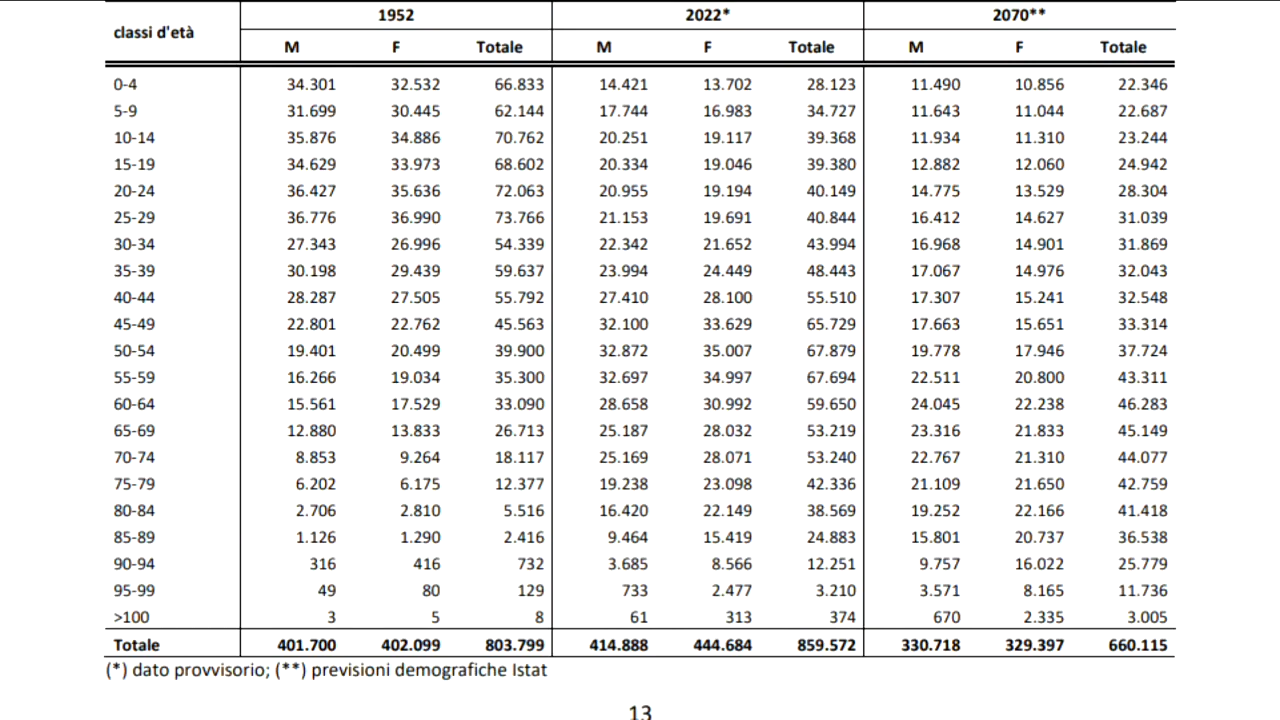 classi d'età 1952 2022* 2070**
M F Totale M F Totale M F Totale
0-4 34.301 32.532 66.833 14.421 13.702 28.123 11.490 10.856 22.346
5-9 31.699 30.445 62.144 17.744 16.983 34.727 11.643 11.044 22.687
10-14 35.876 34.886 70.762 20.251 19.117 39.368 11.934 11.310 23.244
15-19 34.629 33.973 68.602 20.334 19.046 39.380 12.882 12.060 24.942
20-24 36.427 35.636 72.063 20.955 19.194 40.149 14.775 13.529 28.304
25-29 36.776 36.990 73.766 21.153 19.691 40.844 16.412 14.627 31.039
30-34 27.343 26.996 54.339 22.342 21.652 43.994 16.968 14.901 31.869
35-39 30.198 29.439 59.637 23.994 24.449 48.443 17.067 14.976 32.043
40-44 28.287 27.505 55.792 27.410 28.100 55.510 17.307 15.241 32.548
45-49 22.801 22.762 45.563 32.100 33.629 65.729 17.663 15.651 33.314
50-54 19.401 20.499 39.900 32.872 35.007 67.879 19.778 17.946 37.724
55-59 16.266 19.034 35.300 32.697 34.997 67.694 22.511 20.800 43.311
60-64 15.561 17.529 33.090 28.658 30.992 59.650 24.045 22.238 46.283
65-69 12.880 13.833 26.713 25.187 28.032 53.219 23.316 21.833 45.149
70-74 8.853 9.264 18.117 25.169 28.071 53.240 22.767 21.310 44.077
75-79 6.202 6.175 12.377 19.238 23.098 42.336 21.109 21.650 42.759
80-84 2.706 2.810 5.516 16.420 22.149 38.569 19.252 22.166 41.418
85-89 1.126 1.290 2.416 9.464 15.419 24.883 15.801 20.737 36.538
90-94 316 416 732 3.685 8.566 12.251 9.757 16.022 25.779
95-99 49 80 129 733 2.477 3.210 3.571 8.165 11.736
>100 3 5 8 61 313 374 670 2.335 3.005
Totale 401.700 402.099 803.799 414.888 444.684 859.572 330.718 329.397 660.115
(*) dato provvisorio; (**) previsioni demografiche Istat
13